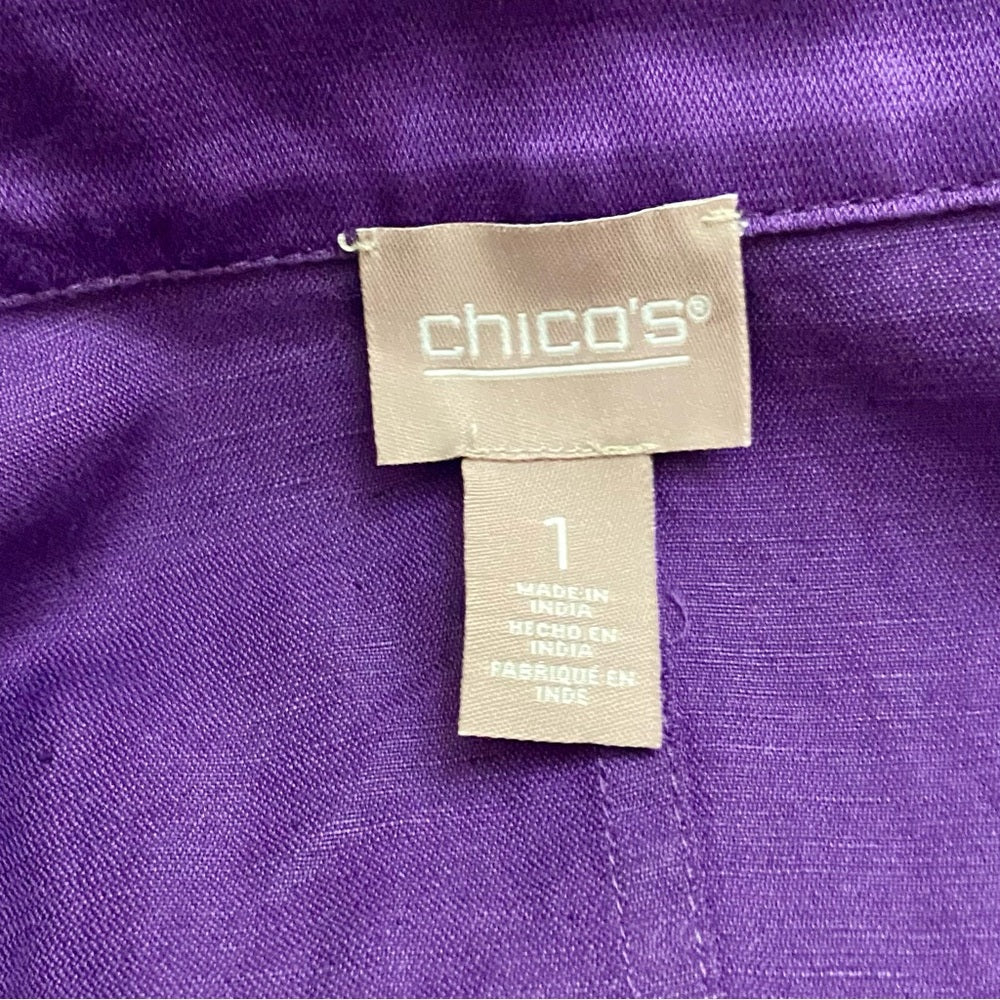 chico's®
1
MADE IN
INDIA
HECHO EN
INDIA
FABRIQUÉ EN
INDE